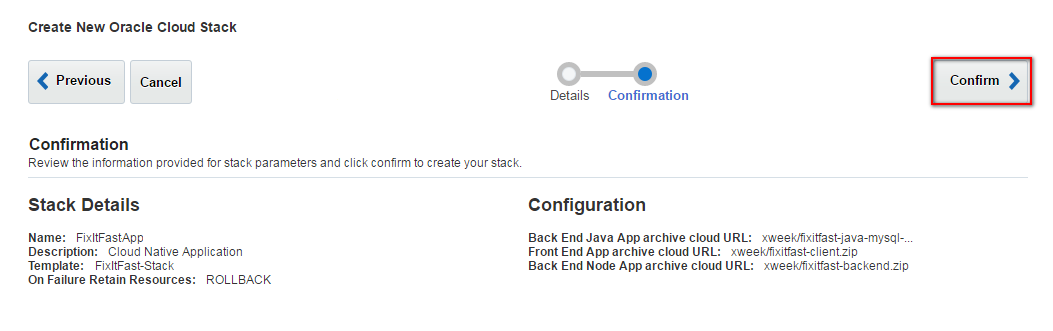 Create New Oracle Cloud Stack
Previous
Cancel
Details
Confirmation
Confirm
Confirmation
Review the information provided for stack parameters and click confirm to create your stack.
Stack Details
Name: FixItFastApp
Description: Cloud Native Application
Template: FixItFast-Stack
On Failure Retain Resources: ROLLBACK
Configuration
Back End Java App archive cloud URL: xweek/fixitfast-java-mysql-...
Front End App archive cloud URL: xweek/fixitfast-client.zip
Back End Node App archive cloud URL: xweek/fixitfast-backend.zip